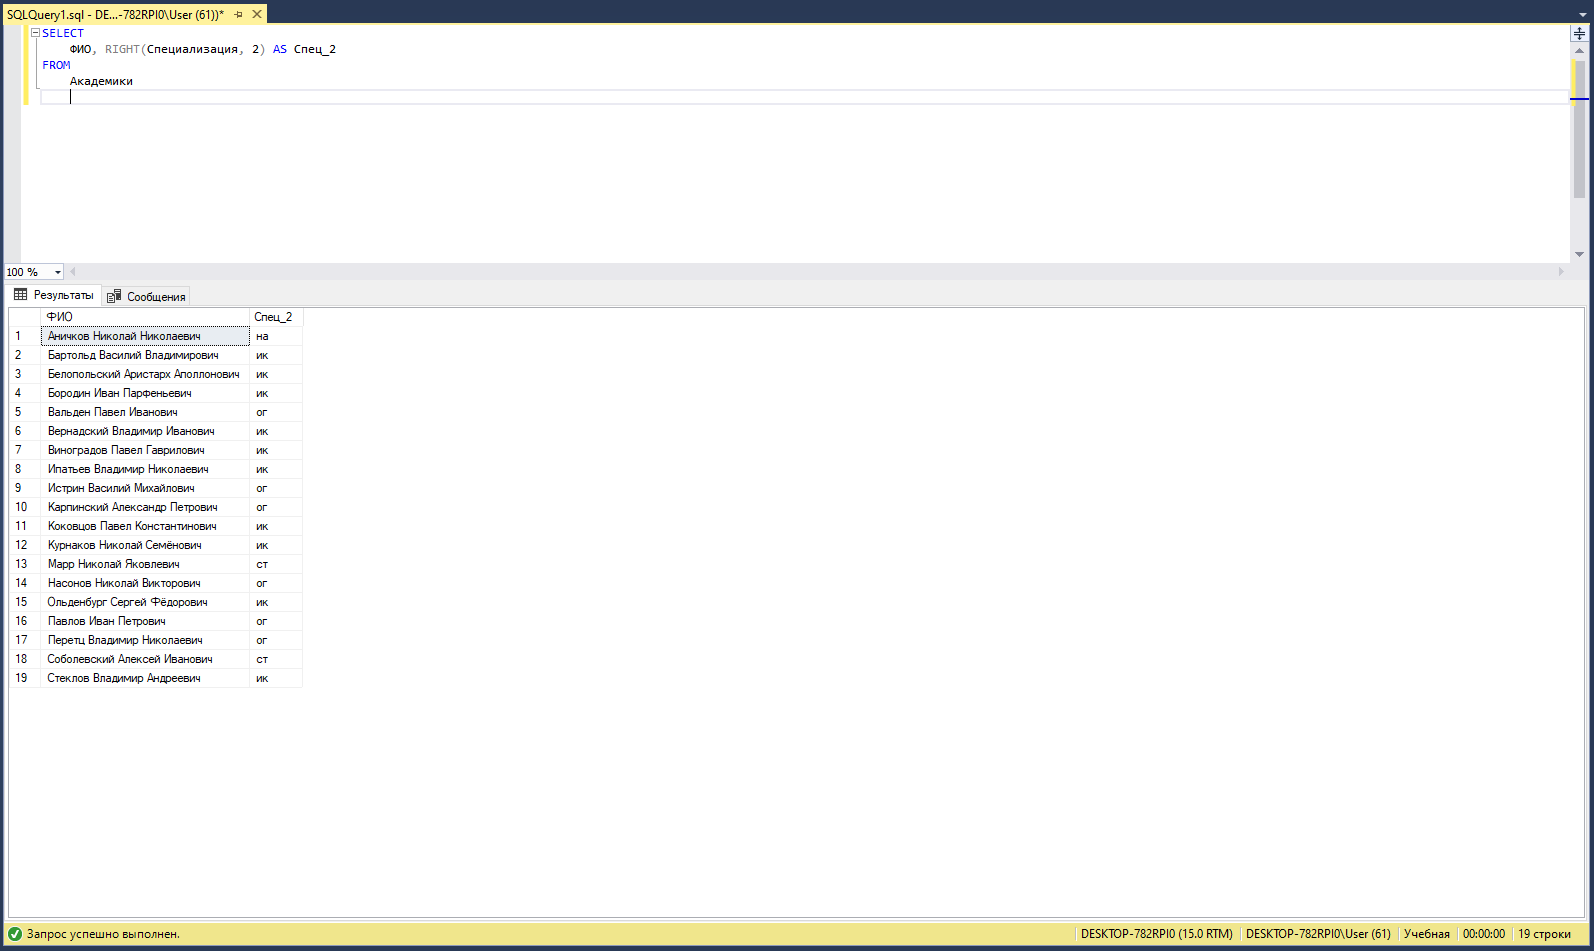 SQLQuery1.sql - DE...-782RPI0\User (61))*
SELECT
ФИО, RIGHT(Специализация, 2) AS Спец_2
FROM
Академики
100 %
Результаты Сообщения
ФИО Спец_2
1 Аничков Николай Николаевич на
2 Бартольд Василий Владимирович ик
3 Белопольский Аристарх Аполлонович ик
4 Бородин Иван Парфеньевич ик
5 Вальден Павел Иванович ог
6 Вернадский Владимир Иванович ик
7 Виноградов Павел Гаврилович ик
8 Ипатьев Владимир Николаевич ик
9 Истрин Василий Михайлович ог
10 Карпинский Александр Петрович ог
11 Коковцов Павел Константинович ик
12 Курнаков Николай Семёнович ик
13 Марр Николай Яковлевич ст
14 Насонов Николай Викторович ог
15 Ольденбург Сергей Фёдорович ик
16 Павлов Иван Петрович ог
17 Перетц Владимир Николаевич ог
18 Соболевский Алексей Иванович ст
19 Стеклов Владимир Андреевич ик
Запрос успешно выполнен. DESKTOP-782RPI0 (15.0 RTM) DESKTOP-782RPI0\User (61) Учебная 00:00:00 19 строки